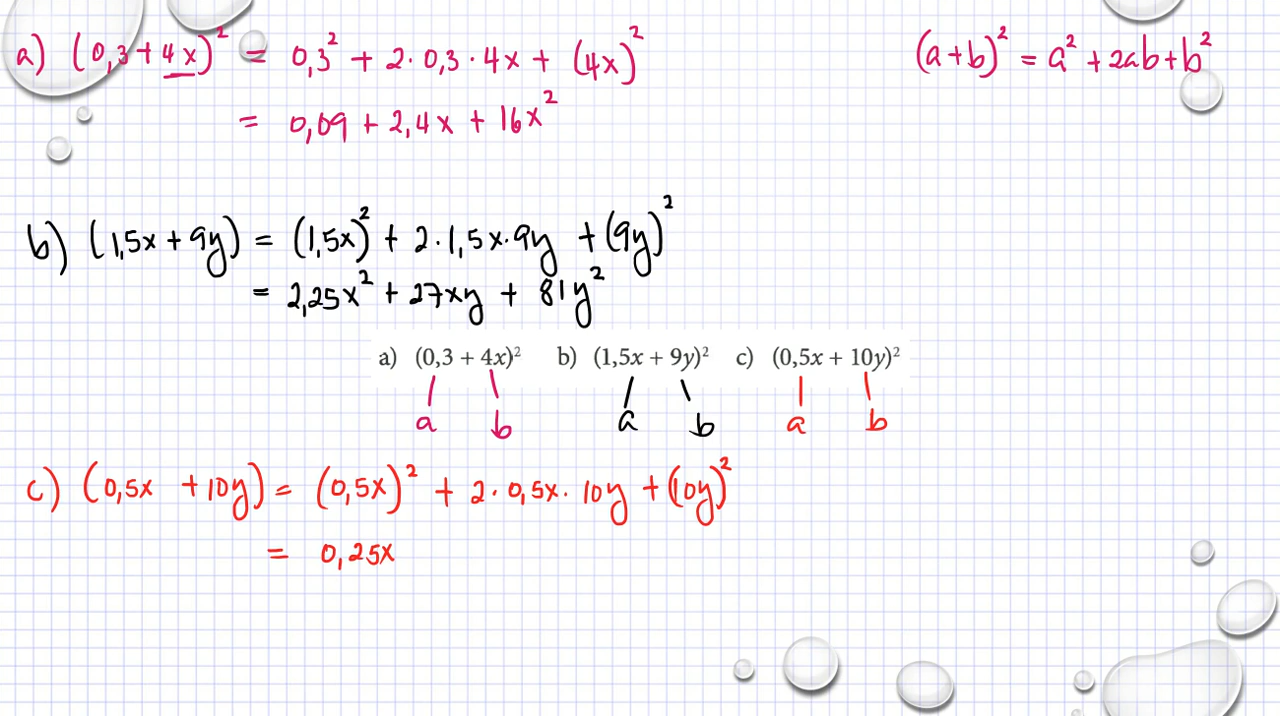 a) (0,3 + 4x)² = 0,3² + 2 · 0,3 · 4x + (4x)²
(a+b)² = a² + 2ab + b²
= 0,09 + 2,4x + 16x²
b) (1,5x + 9y) = (1,5x)² + 2 · 1,5x · 9y + (9y)²
= 2,25x² + 27xy + 81y²
a) (0,3 + 4x)² b) (1,5x + 9y)² c) (0,5x + 10y)²
a b a b a b
c) (0,5x + 10y) = (0,5x)² + 2 · 0,5x · 10y + (10y)²
= 0,25x